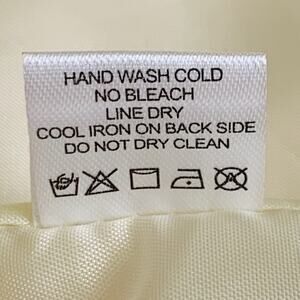 HAND WASH COLD
NO BLEACH
LINE DRY
COOL IRON ON BACK SIDE
DO NOT DRY CLEAN